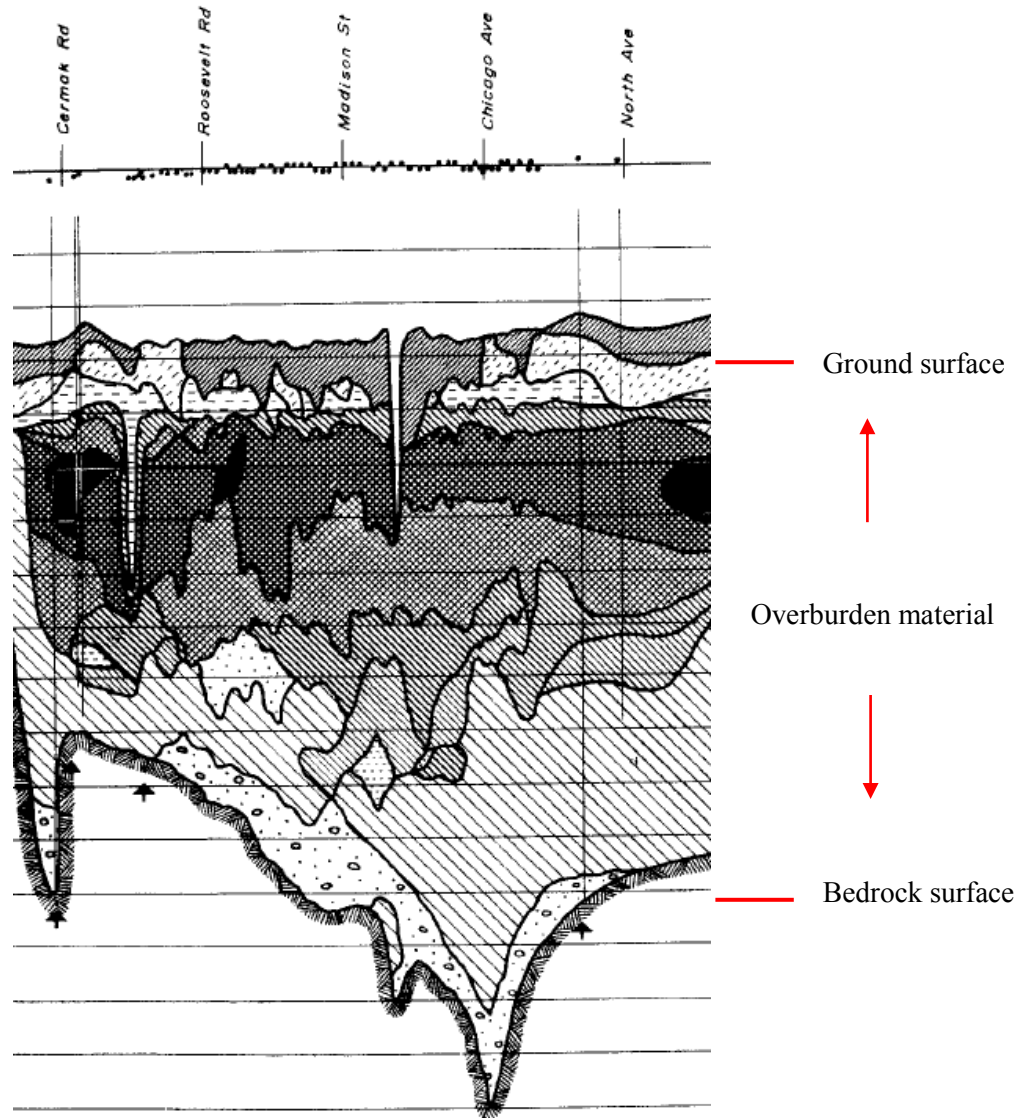 Cermak Rd
Roosevelt Rd
Madison St
Chicago Ave
North Ave
Ground surface
Overburden material
Bedrock surface